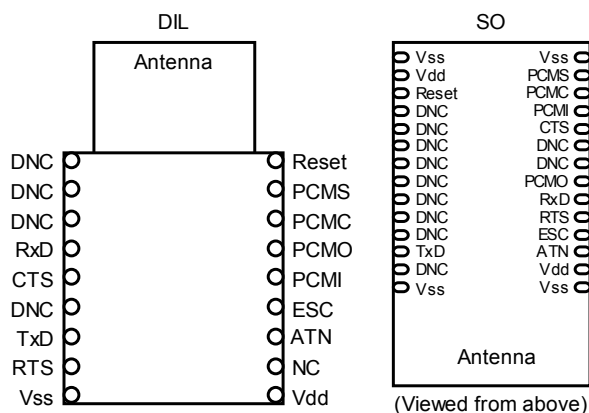 DIL
Antenna
DNC Reset
DNC PCMS
DNC PCMC
RxD PCMO
CTS PCMI
DNC ESC
TxD ATN
RTS NC
Vss Vdd
SO
Vss Vss
Vdd PCMS
Reset PCMC
DNC PCMI
DNC CTS
DNC DNC
DNC DNC
DNC PCMO
DNC RxD
DNC RTS
DNC ESC
TxD ATN
DNC Vdd
Vss Vss
Antenna
(Viewed from above)